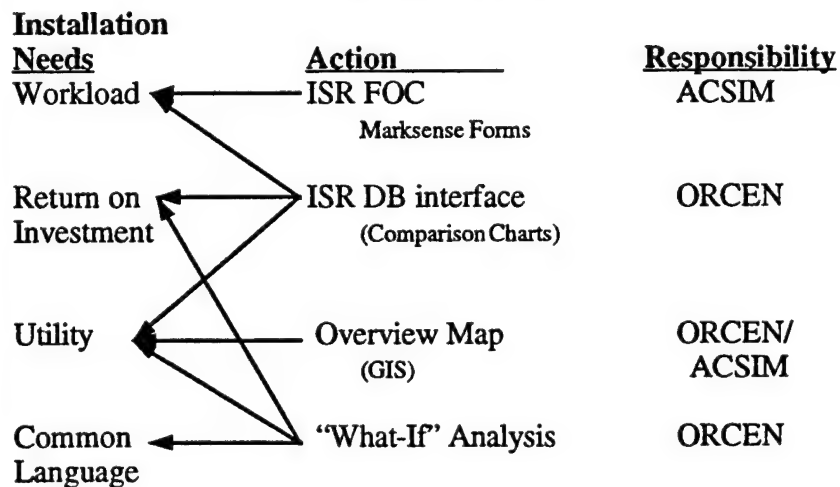 Installation
Needs Action Responsibility
Workload ISR FOC ACSIM
Marksense Forms
Return on ISR DB interface ORCEN
Investment (Comparison Charts)
Utility Overview Map ORCEN/
(GIS) ACSIM
Common "What-If" Analysis ORCEN
Language